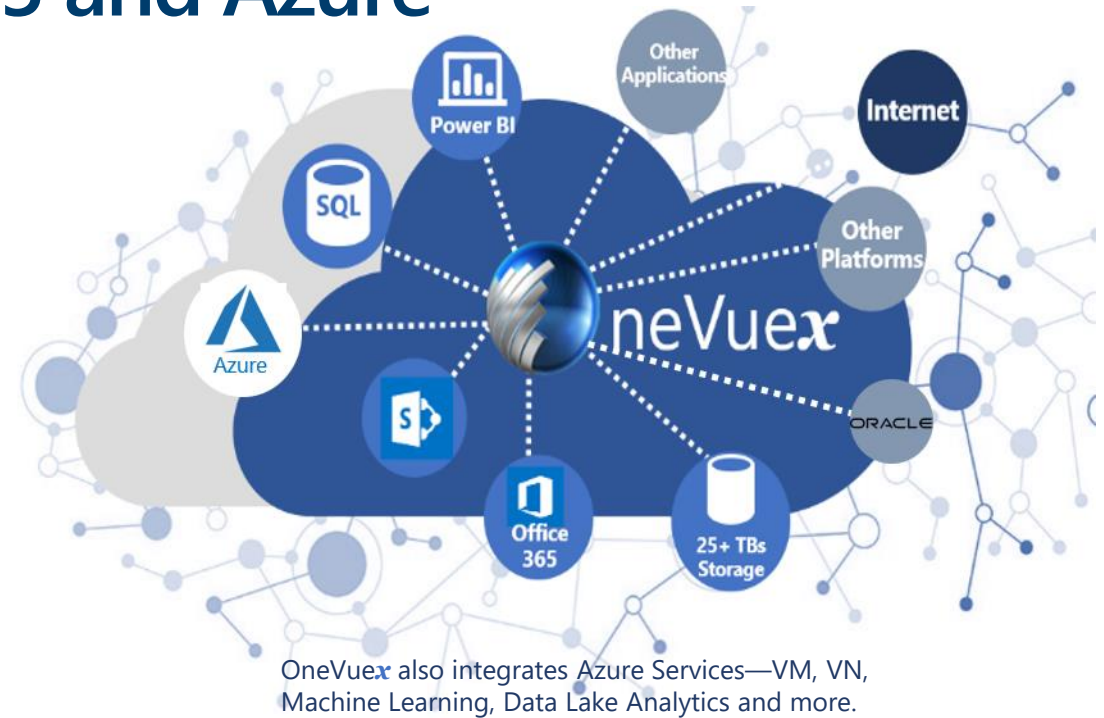 and Azure
Other
Applications
Power BI
Internet
SQL
Other
Platforms
neVuex
Azure
S
ORACLE
Office
365
25+ TBs
Storage
OneVuex also integrates Azure Services—VM, VN,
Machine Learning, Data Lake Analytics and more.